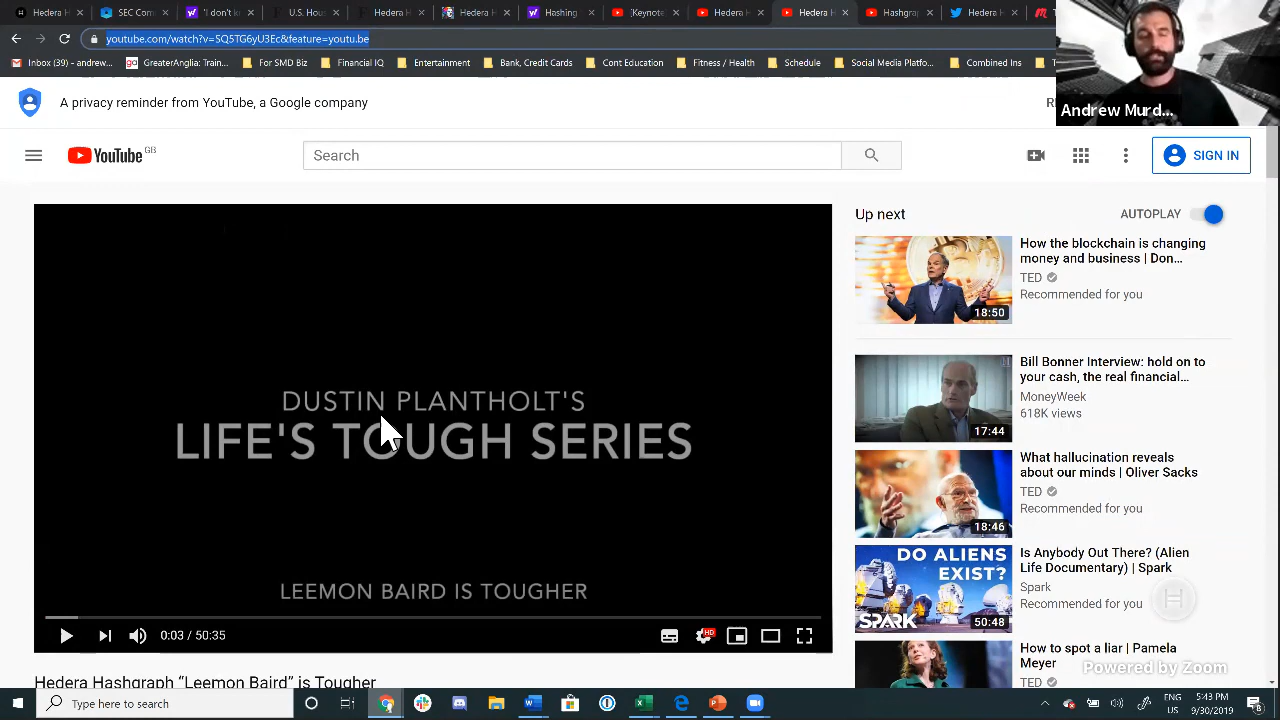 Hedera H
SEC Con
'I don't k
U.S. Hous
Hedera H
Hedera H
Hashing
[Keynote
Hedera H
Hedera H
Hashgrap
Hedera H
youtube.com/watch?v=SQ5TG6yU3Ec&feature=youtu.be
Inbox (39) - andrew...
GreaterAnglia: Train...
For SMD Biz
Find Jobs
Entertainment
Bank, Credit Cards
Cont Education
Fitness / Health
Scheduler
Social Media Platfo...
Combined Ins
Andrew Murd...
A privacy reminder from YouTube, a Google company
YouTube GB
Search
SIGN IN
Up next
AUTOPLAY
DUSTIN PLANTHOLT'S
LIFE'S TOUGH SERIES
LEEMON BAIRD IS TOUGHER
0:03 / 50:35
HD
Hedera Hashgraph "Leemon Baird" is Tougher
How the blockchain is changing
money and business | Don...
TED
Recommended for you
18:50
Bill Bonner Interview: hold on to
your cash, the real financial...
MoneyWeek
618K views
17:44
What hallucination reveals
about our minds | Oliver Sacks
TED
Recommended for you
18:46
DO ALIENS
EXIST?
SPARK
50:48
Is Anybody Out There? (Alien
Life Documentary) | Spark
Spark
Recommended for you
How to spot a liar | Pamela
Meyer
TED
Powered by Zoom
Type here to search
ENG
US
5:43 PM
9/30/2019